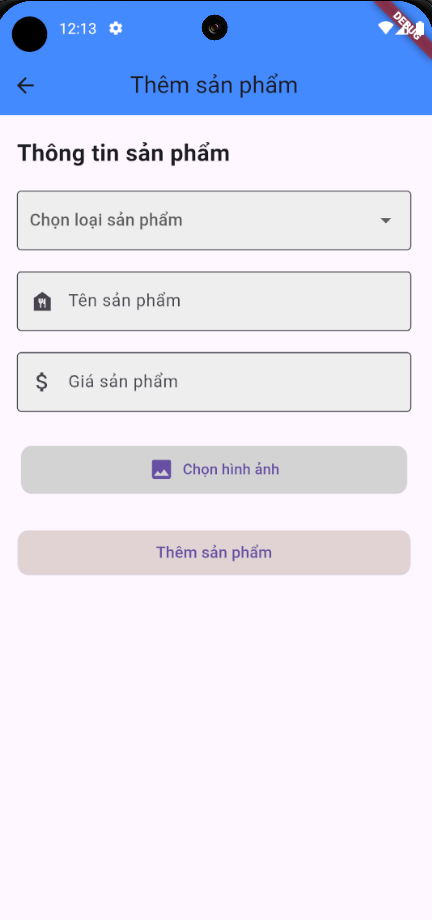 12:13
DEBUG
Thêm sản phẩm
Thông tin sản phẩm
Chọn loại sản phẩm
Tên sản phẩm
$ Giá sản phẩm
Chọn hình ảnh
Thêm sản phẩm